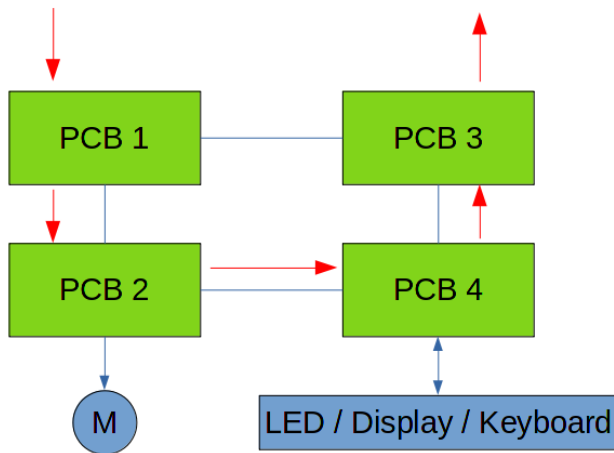 PCB 1
PCB 3
PCB 2
PCB 4
M
LED / Display / Keyboard